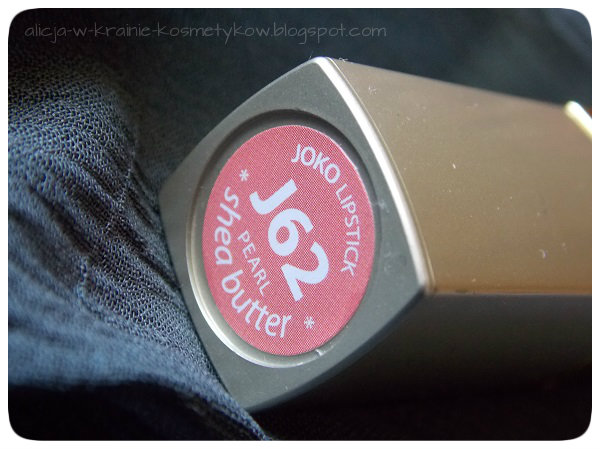 alicja-w-krainie-kosmetykow.blogspot.com
JOKO LIPSTICK
J62
PEARL
* shea butter *